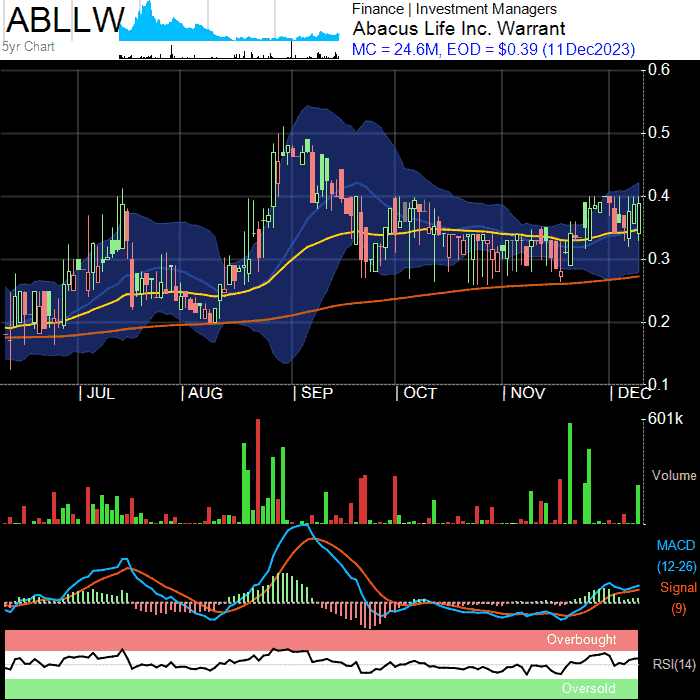 ABLLW
5yr Chart
Finance | Investment Managers
Abacus Life Inc. Warrant
MC = 24.6M, EOD = $0.39 (11Dec2023)
0.6
0.5
0.4
0.3
0.2
0.1
| JUL | AUG | SEP | OCT | NOV | DEC
601k
Volume
MACD
(12-26)
Signal
(9)
Overbought
RSI(14)
Oversold